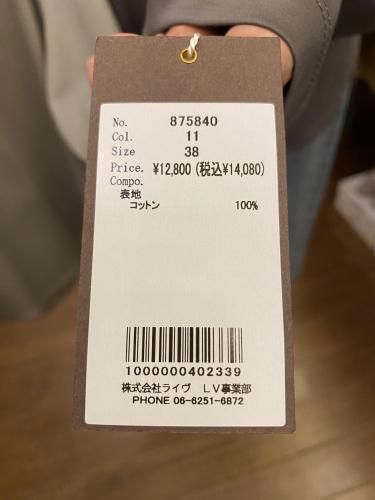 No. 875840
Col. 11
Size 38
Price. ¥12,800(税込¥14,080)
Compo.
表地
コットン 100%
1000000402339
株式会社ライヴ LV事業部
PHONE 06-6251-6872